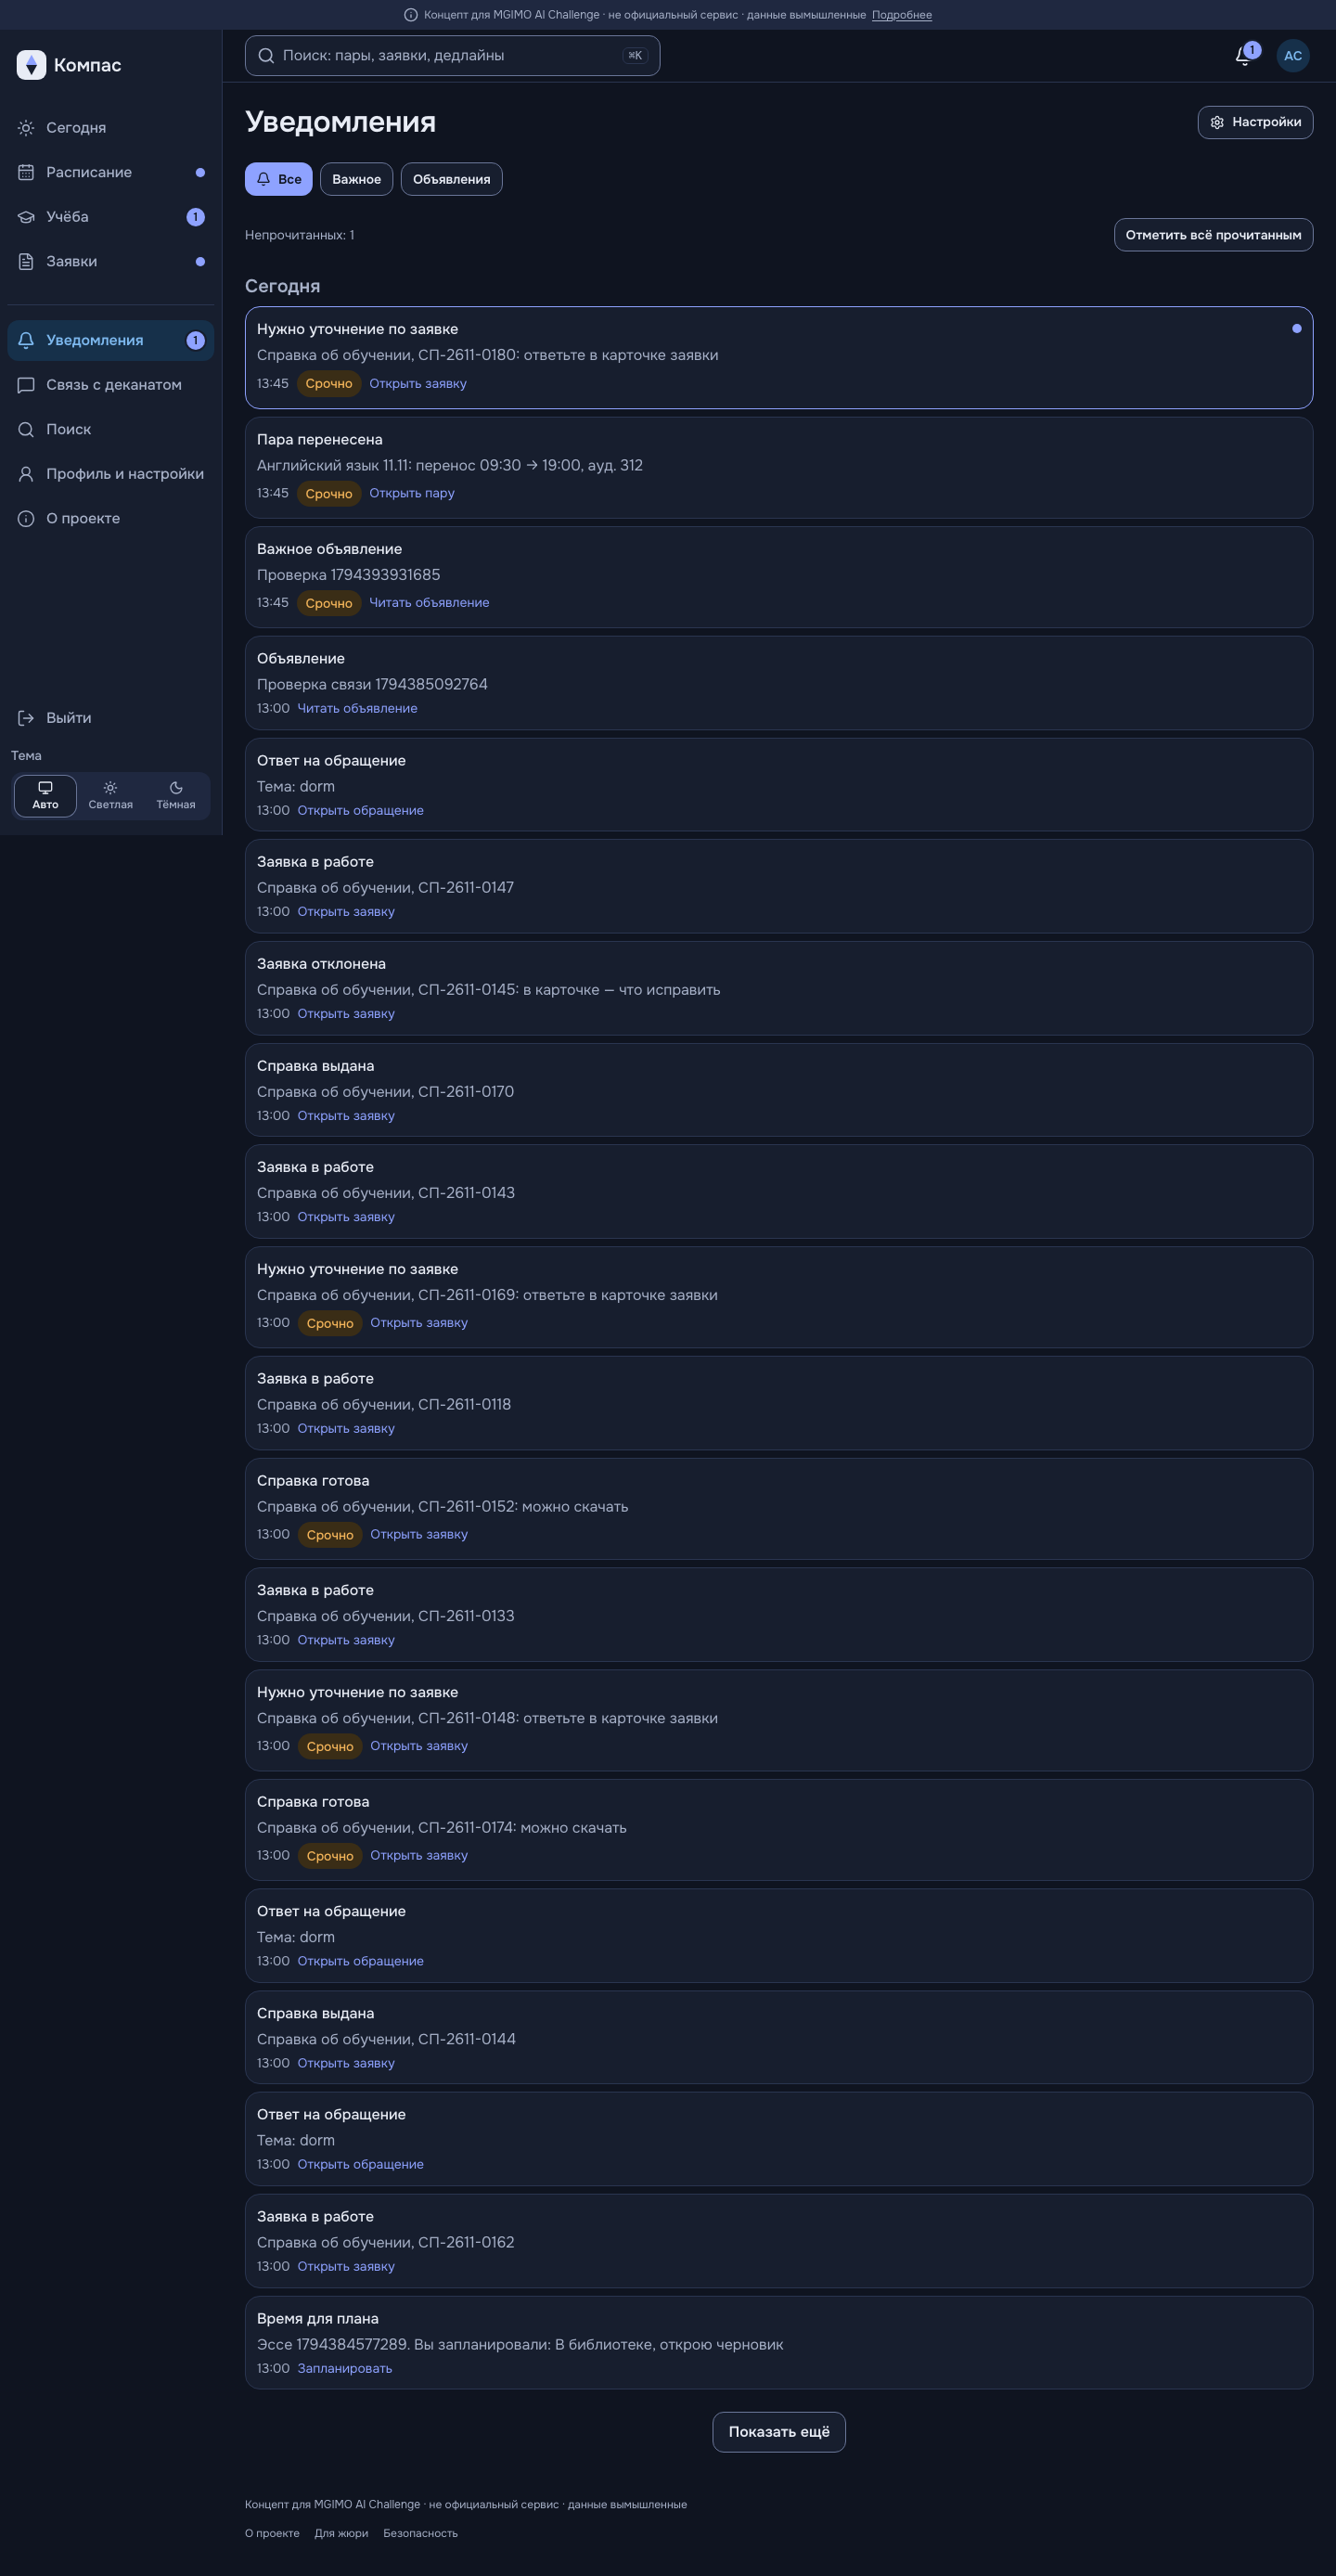 Концепт для MGIMO AI Challenge · не официальный сервис · данные вымышленные Подробнее
Компас
Сегодня
Расписание
Учёба 1
Заявки
Уведомления 1
Связь с деканатом
Поиск
Профиль и настройки
О проекте
Выйти
Тема
Авто Светлая Тёмная
Поиск: пары, заявки, дедлайны ⌘K
1 АС
Уведомления
Настройки
Все Важное Объявления
Непрочитанных: 1
Отметить всё прочитанным
Сегодня
Нужно уточнение по заявке
Справка об обучении, СП-2611-0180: ответьте в карточке заявки
13:45 Срочно Открыть заявку
Пара перенесена
Английский язык 11.11: перенос 09:30 → 19:00, ауд. 312
13:45 Срочно Открыть пару
Важное объявление
Проверка 1794393931685
13:45 Срочно Читать объявление
Объявление
Проверка связи 1794385092764
13:00 Читать объявление
Ответ на обращение
Тема: dorm
13:00 Открыть обращение
Заявка в работе
Справка об обучении, СП-2611-0147
13:00 Открыть заявку
Заявка отклонена
Справка об обучении, СП-2611-0145: в карточке — что исправить
13:00 Открыть заявку
Справка выдана
Справка об обучении, СП-2611-0170
13:00 Открыть заявку
Заявка в работе
Справка об обучении, СП-2611-0143
13:00 Открыть заявку
Нужно уточнение по заявке
Справка об обучении, СП-2611-0169: ответьте в карточке заявки
13:00 Срочно Открыть заявку
Заявка в работе
Справка об обучении, СП-2611-0118
13:00 Открыть заявку
Справка готова
Справка об обучении, СП-2611-0152: можно скачать
13:00 Срочно Открыть заявку
Заявка в работе
Справка об обучении, СП-2611-0133
13:00 Открыть заявку
Нужно уточнение по заявке
Справка об обучении, СП-2611-0148: ответьте в карточке заявки
13:00 Срочно Открыть заявку
Справка готова
Справка об обучении, СП-2611-0174: можно скачать
13:00 Срочно Открыть заявку
Ответ на обращение
Тема: dorm
13:00 Открыть обращение
Справка выдана
Справка об обучении, СП-2611-0144
13:00 Открыть заявку
Ответ на обращение
Тема: dorm
13:00 Открыть обращение
Заявка в работе
Справка об обучении, СП-2611-0162
13:00 Открыть заявку
Время для плана
Эссе 1794384577289. Вы запланировали: В библиотеке, открою черновик
13:00 Запланировать
Показать ещё
Концепт для MGIMO AI Challenge · не официальный сервис · данные вымышленные
О проекте Для жюри Безопасность